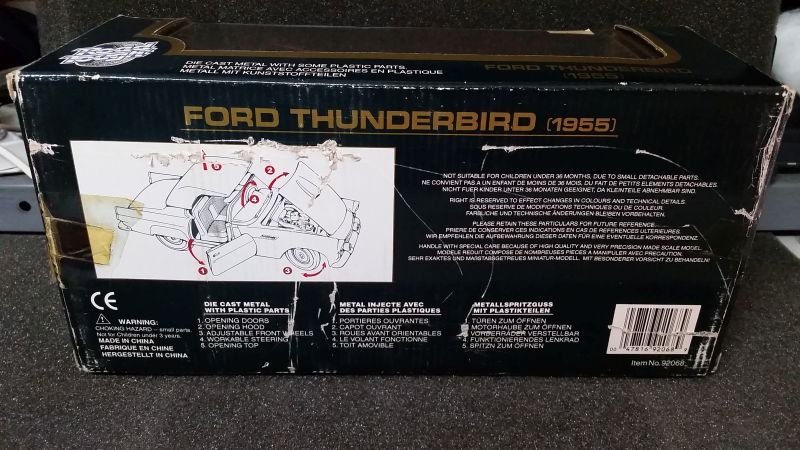 DIE CAST METAL WITH SOME PLASTIC PARTS.
METAL MATRICE AVEC ACCESSOIRES EN PLASTIQUE
METALL MIT KUNSTSTOFFTEILEN
FORD THUNDERBIRD
(1955)
FORD THUNDERBIRD (1955)
2
4
1
3
NOT SUITABLE FOR CHILDREN UNDER 36 MONTHS, DUE TO SMALL DETACHABLE PARTS.
NE CONVIENT PAS A UN ENFANT DE MOINS DE 36 MOIS, DU FAIT DE PETITS ELEMENTS DETACHABLES.
NICHT FUER KINDER UNTER 36 MONATEN GEEIGNET, DA KLEINTEILE ABNEHMBAR SIND.
RIGHT IS RESERVED TO EFFECT CHANGES IN COLOURS AND TECHNICAL DETAILS.
SOUS RESERVE DE MODIFICATIONS TECHNIQUES OU DE COULEUR.
FARBLICHE UND TECHNISCHE ÄNDERUNGEN BLEIBEN VORBEHALTEN.
PLEASE RETAIN THESE PARTICULARS FOR FUTURE REFERENCE.
PRIERE DE CONSERVER CES INDICATIONS EN CAS DE REFERENCES ULTERIEURES.
WIR EMPFEHLEN DIE AUFBEWAHRUNG DIESER DATEN FÜR EINE EVENTUELLE KORRESPONDENZ.
HANDLE WITH SPECIAL CARE BECAUSE OF HIGH QUALITY AND VERY PRECISION MADE SCALE MODEL.
MODELE REDUIT COMPOSE DE NOMBREUSES PIECES A MANIPULER AVEC PRECAUTION.
SEHR EXAKTES UND MASSTABSGETREUES MINIATUR-MODELL. MIT BESONDERER VORSICHT ZU BEHANDELN!
CE
WARNING:
CHOKING HAZARD – small parts.
Not for Children under 3 years.
MADE IN CHINA
FABRIQUE EN CHINE
HERGESTELLT IN CHINA
DIE CAST METAL
WITH PLASTIC PARTS
1. OPENING DOORS
2. OPENING HOOD
3. ADJUSTABLE FRONT WHEELS
4. WORKABLE STEERING
5. OPENING TOP
METAL INJECTE AVEC
DES PARTIES PLASTIQUES
1. PORTIERES OUVRANTES
2. CAPOT OUVRANT
3. ROUES AVANT ORIENTABLES
4. LE VOLANT FONCTIONNE
5. TOIT AMOVIBLE
METALLSPRITZGUSS
MIT PLASTIKTEILEN
TÜREN ZUM ÖFFNEN
MOTORHAUBE ZUM ÖFFNEN
VORDERRÄDER VERSTELLBAR
4. FUNKTIONIERENDES LENKRAD
5. SPITZN ZUM ÖFFNEN
47816 92068
Item No. 92068